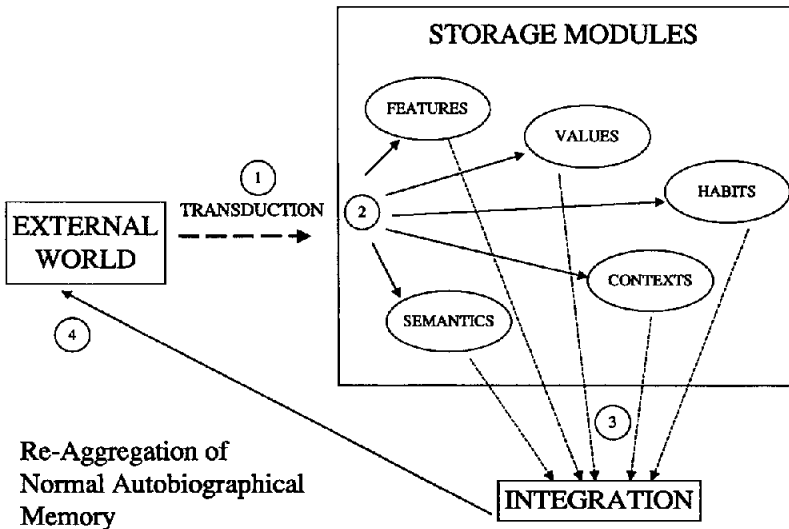 STORAGE MODULES
FEATURES
VALUES
1
TRANSDUCTION
2
HABITS
EXTERNAL
WORLD
CONTEXTS
SEMANTICS
4
3
Re-Aggregation of
Normal Autobiographical
Memory
INTEGRATION